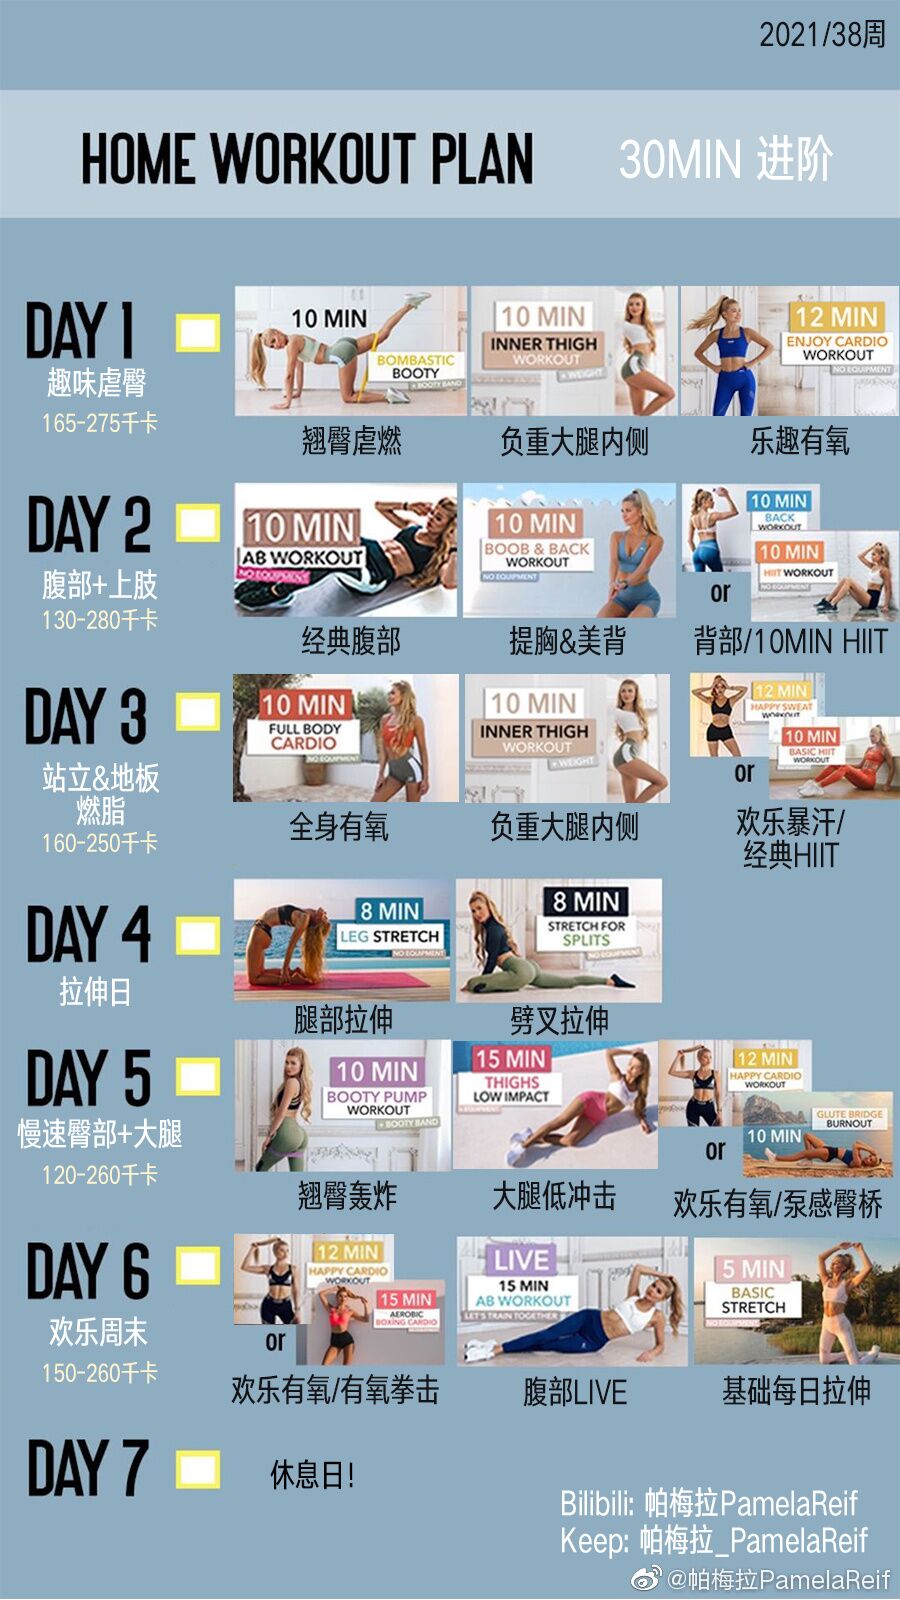 2021/38周
HOME WORKOUT PLAN
30MIN 进阶
DAY 1
趣味虐臀
165-275千卡
10 MIN
BOMBASTIC
BOOTY
+ BOOTY BAND
翘臀虐燃
10 MIN
INNER THIGH
WORKOUT
+ WEIGHT
负重大腿内侧
12 MIN
ENJOY CARDIO
WORKOUT
NO EQUIPMENT
乐趣有氧
DAY 2
腹部+上肢
130-280千卡
10 MIN
AB WORKOUT
NO EQUIPMENT
经典腹部
10 MIN
BOOB & BACK
WORKOUT
NO EQUIPMENT
提胸&美背
10 MIN
BACK
WORKOUT
or
10 MIN
HIIT WORKOUT
NO EQUIPMENT
背部/10MIN HIIT
DAY 3
站立&地板
燃脂
160-250千卡
10 MIN
FULL BODY
CARDIO
NO EQUIPMENT
全身有氧
10 MIN
INNER THIGH
WORKOUT
+ WEIGHT
负重大腿内侧
12 MIN
HAPPY SWEAT
WORKOUT
or
10 MIN
BASIC HIIT
WORKOUT
欢乐暴汗/
经典HIIT
DAY 4
拉伸日
8 MIN
LEG STRETCH
NO EQUIPMENT
腿部拉伸
8 MIN
STRETCH FOR
SPLITS
NO EQUIPMENT
劈叉拉伸
DAY 5
慢速臀部+大腿
120-260千卡
10 MIN
BOOTY PUMP
WORKOUT
+ BOOTY BAND
翘臀轰炸
15 MIN
THIGHS
LOW IMPACT
大腿低冲击
12 MIN
HAPPY CARDIO
WORKOUT
or
GLUTE BRIDGE
BURNOUT
10 MIN
欢乐有氧/泵感臀桥
DAY 6
欢乐周末
150-260千卡
12 MIN
HAPPY CARDIO
WORKOUT
or
15 MIN
AEROBIC
BOXING CARDIO
欢乐有氧/有氧拳击
LIVE
15 MIN
AB WORKOUT
LET'S TRAIN TOGETHER
腹部LIVE
5 MIN
BASIC
STRETCH
NO EQUIPMENT
基础每日拉伸
DAY 7
休息日!
Bilibili: 帕梅拉PamelaReif
Keep: 帕梅拉_PamelaReif
@帕梅拉PamelaReif